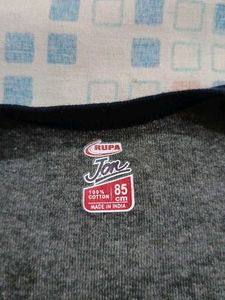 RUPA
Jon
100%
COTTON
85
cm
MADE IN INDIA